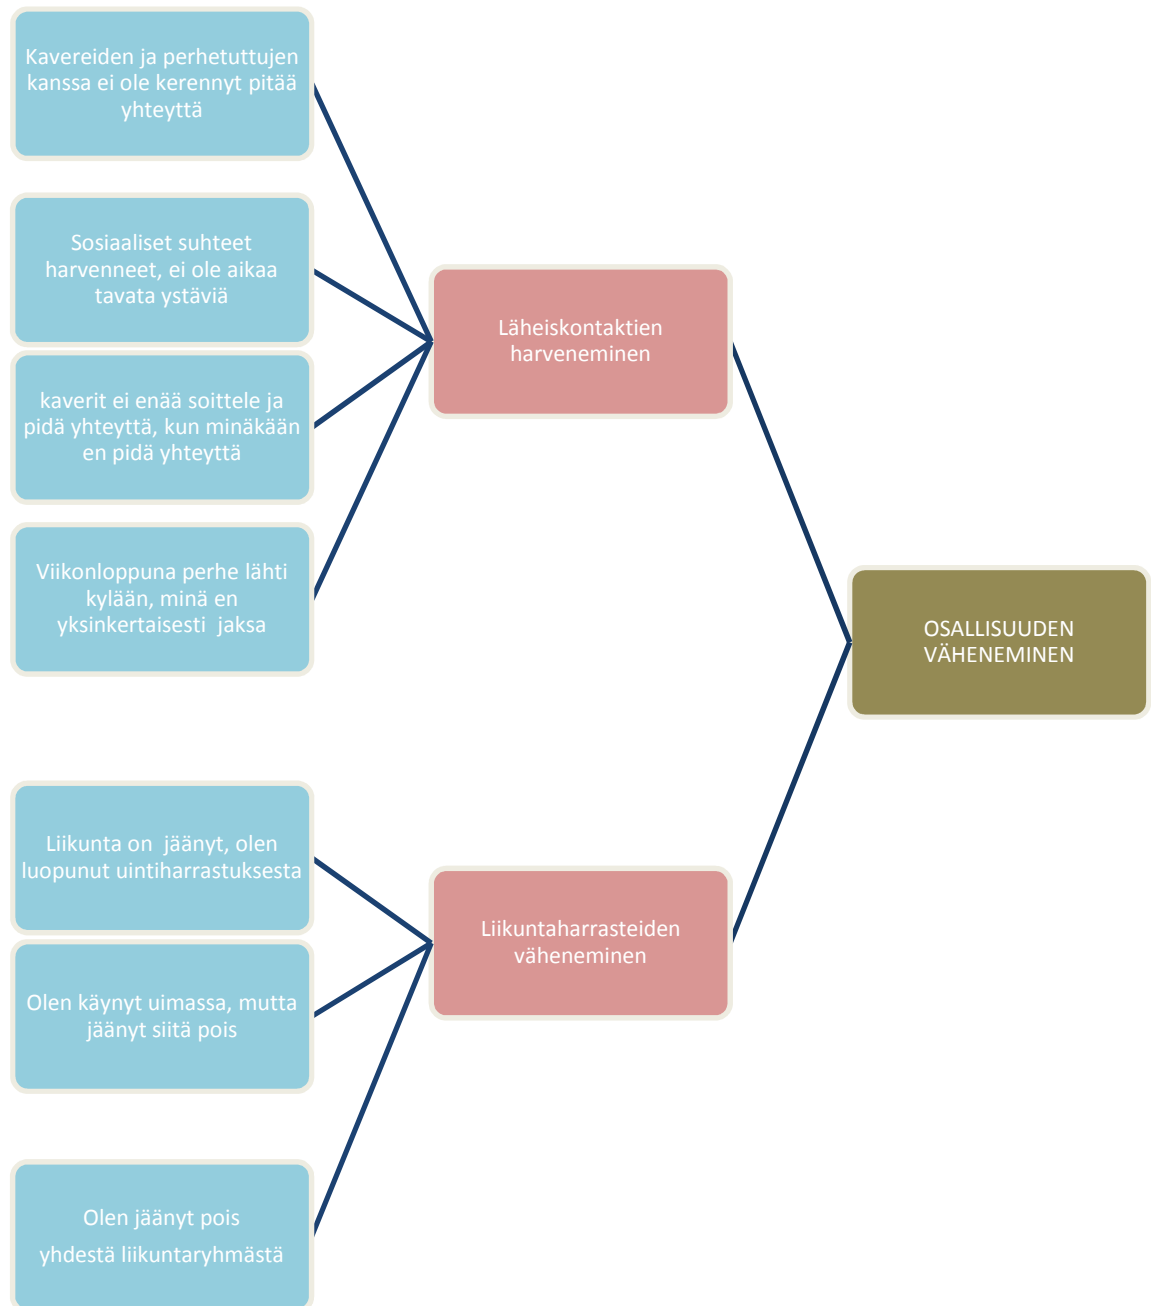 Kavereiden ja perhetuttujen
kanssa ei ole kerennyt pitää
yhteyttä
Sosiaaliset suhteet
harvenneet, ei ole aikaa
tavata ystäviä
kaverit ei enää soittele ja
pidä yhteyttä, kun minäkään
en pidä yhteyttä
Viikonloppuna perhe lähti
kylään, minä en
yksinkertaisesti jaksa
Läheiskontaktien
harveneminen
Liikunta on jäänyt, olen
luopunut uintiharrastuksesta
Olen käynyt uimassa, mutta
jäänyt siitä pois
Olen jäänyt pois
yhdestä liikuntaryhmästä
Liikuntaharrasteiden
väheneminen
OSALLISUUDEN
VÄHENEMINEN